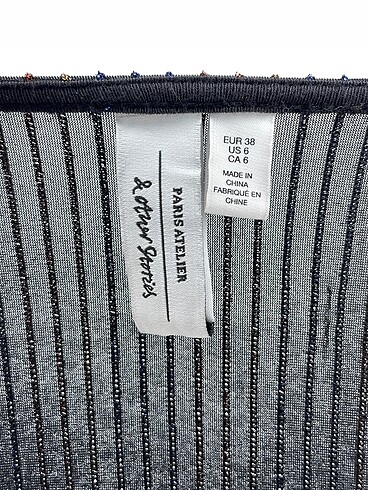 PARIS ATELIER
& Other Stories
EUR 38
US 6
CA 6
MADE IN
CHINA
FABRIQUÉ EN
CHINE